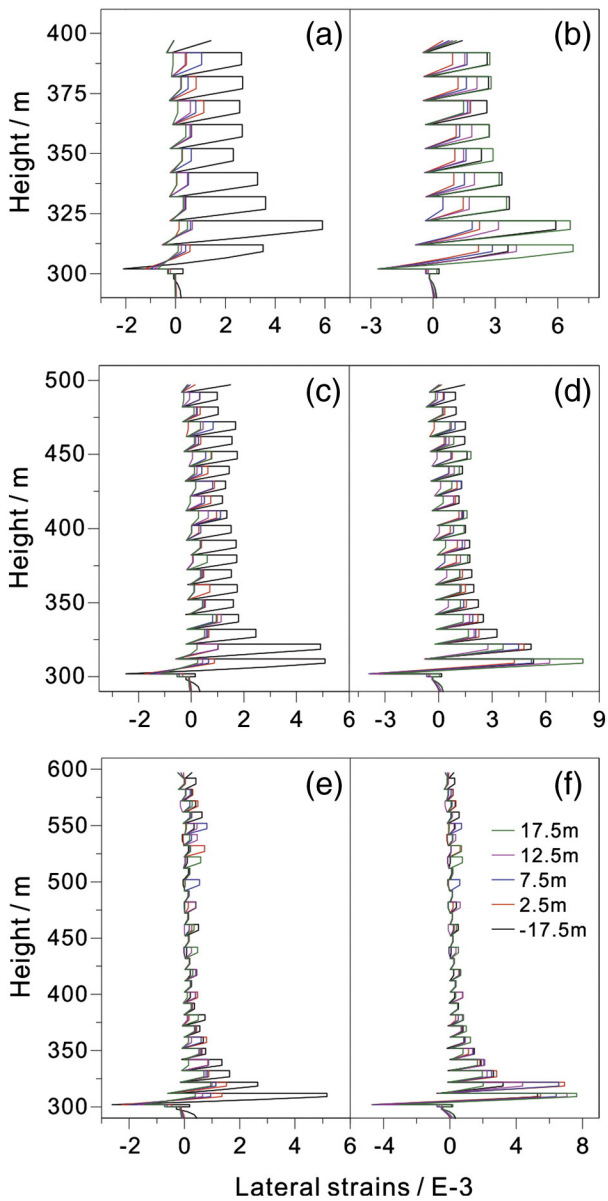 (a)
(b)
400
375
350
325
300
Height / m
-2 0 2 4 6
-3 0 3 6
(c)
(d)
500
450
400
350
300
Height / m
-2 0 2 4 6
-3 0 3 6 9
(e)
(f)
600
550
500
450
400
350
300
Height / m
17.5m
12.5m
7.5m
2.5m
-17.5m
-2 0 2 4
-4 0 4 8
Lateral strains / E-3